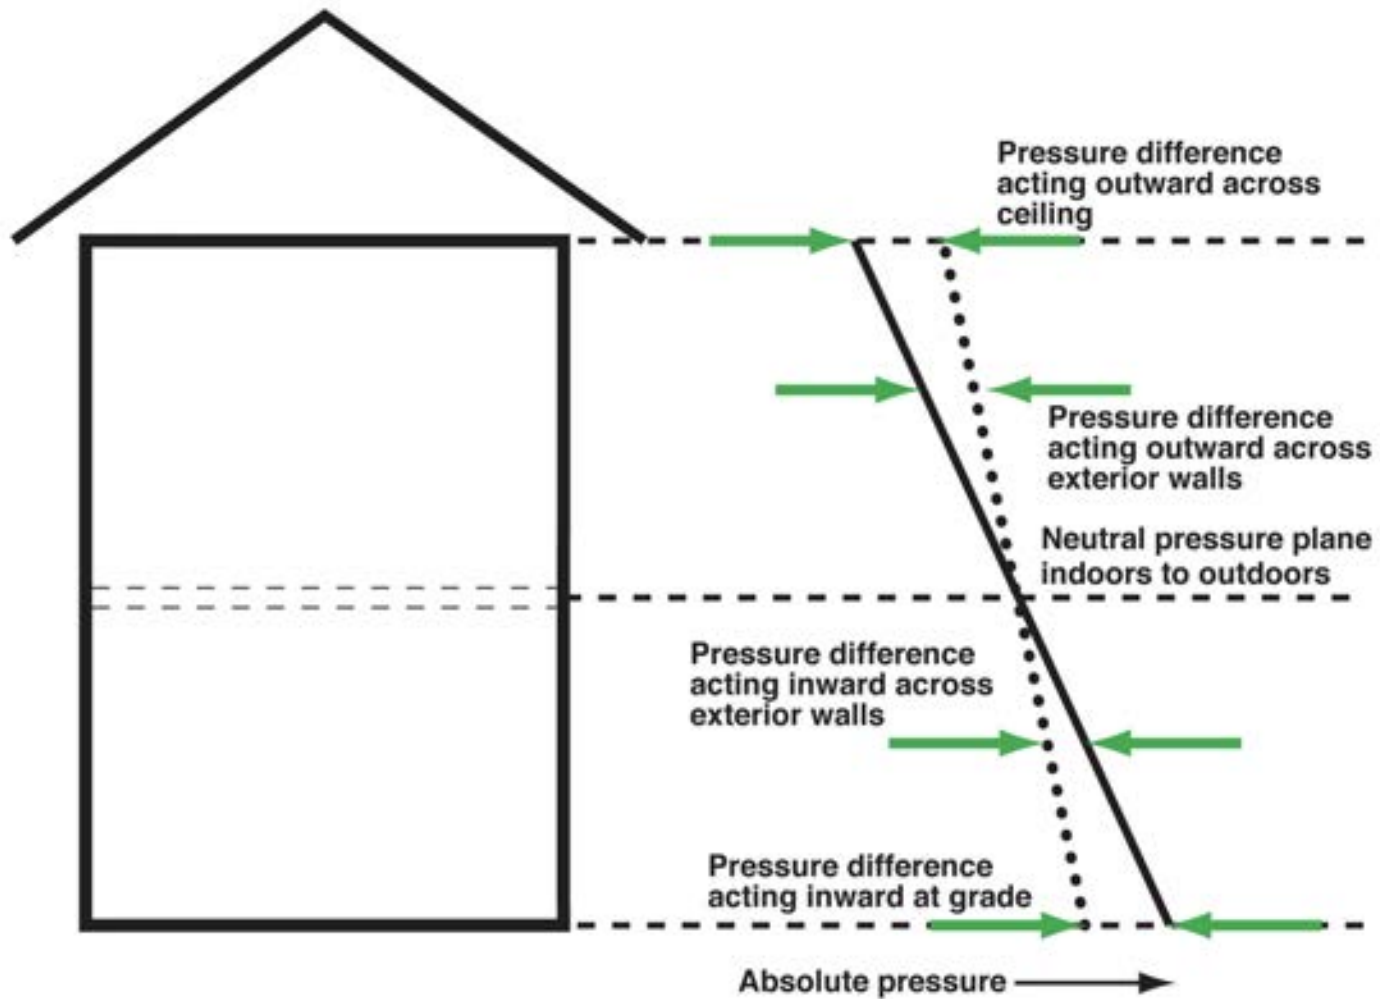 Pressure difference
acting outward across
ceiling
Pressure difference
acting outward across
exterior walls
Neutral pressure plane
indoors to outdoors
Pressure difference
acting inward across
exterior walls
Pressure difference
acting inward at grade
Absolute pressure